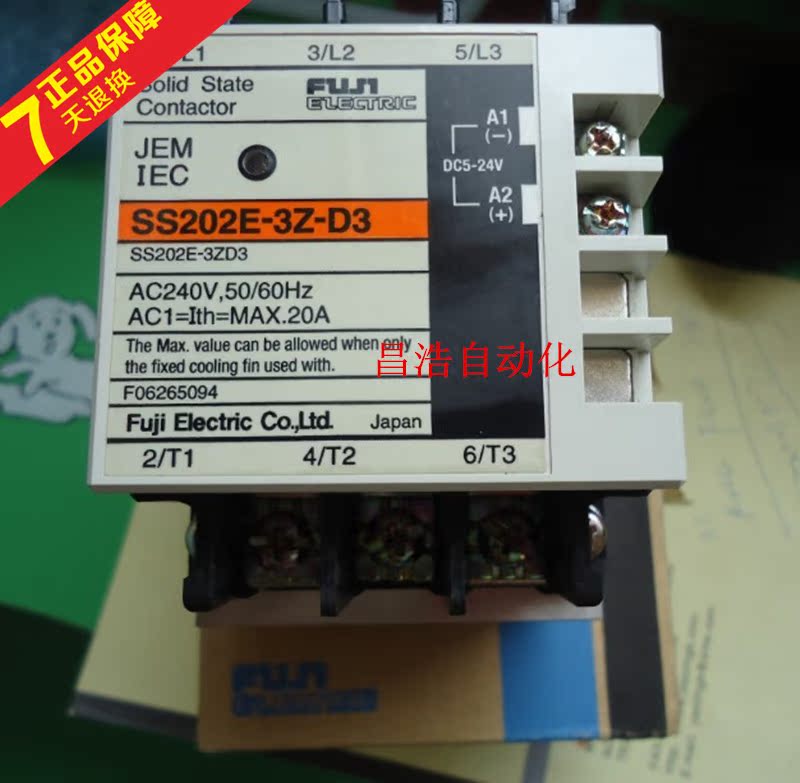 正品保障
7天退换
L1 3/L2 5/L3
Solid State
Contactor
FUJI
ELECTRIC
JEM
IEC
A1
(−)
DC5-24V
A2
(+)
SS202E-3Z-D3
SS202E-3ZD3
AC240V,50/60Hz
AC1=Ith=MAX.20A
The Max. value can be allowed when only
the fixed cooling fin used with.
昌浩自动化
F06265094
Fuji Electric Co.,Ltd. Japan
2/T1 4/T2 6/T3
FUJI
ELECTRIC